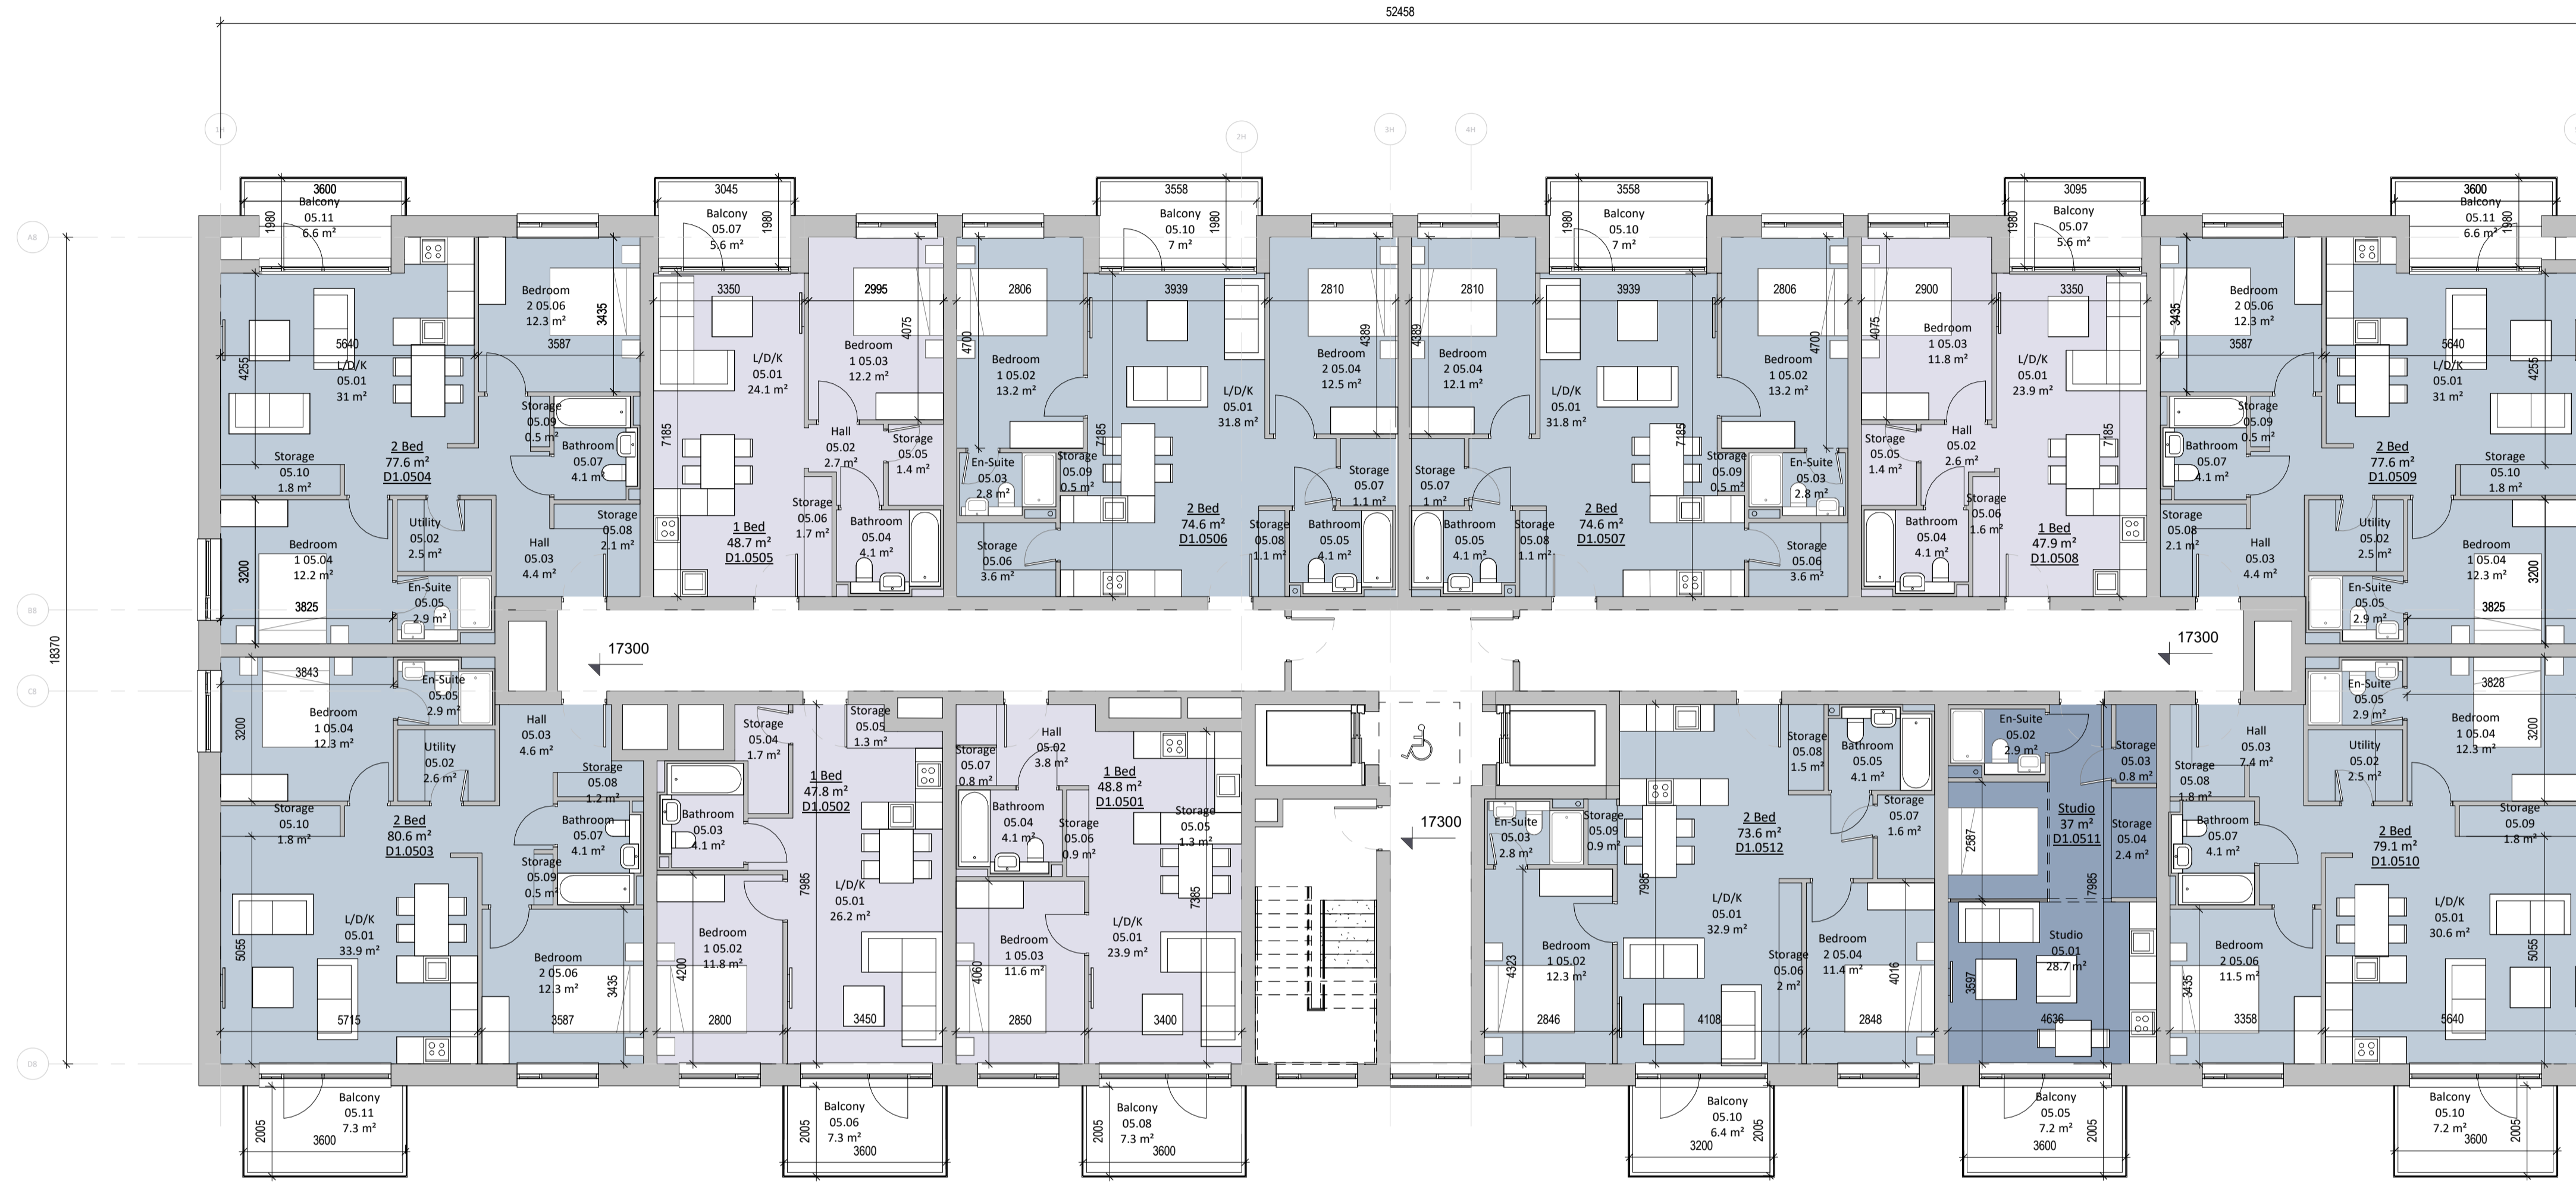 52458
1H
2H
3H
4H
A8
B8
C8
D8
18370
3600
Balcony
05.11
6.6 m²
1980
3045
Balcony
05.07
5.6 m²
1980
3558
Balcony
05.10
7 m²
1980
3558
Balcony
05.10
7 m²
1980
3095
Balcony
05.07
5.6 m²
1980
3600
Balcony
05.11
6.6 m²
1980
5640
4255
L/D/K
05.01
31 m²
Bedroom
2 05.06
12.3 m²
3435
3587
Storage
05.09
0.5 m²
Bathroom
05.07
4.1 m²
Storage
05.10
1.8 m²
2 Bed
77.6 m²
D1.0504
Utility
05.02
2.5 m²
Hall
05.03
4.4 m²
Storage
05.08
2.1 m²
Bedroom
1 05.04
12.2 m²
3200
3825
En-Suite
05.05
2.9 m²
3350
2995
4075
7185
L/D/K
05.01
24.1 m²
Bedroom
1 05.03
12.2 m²
Hall
05.02
2.7 m²
Storage
05.05
1.4 m²
Storage
05.06
1.7 m²
Bathroom
05.04
4.1 m²
1 Bed
48.7 m²
D1.0505
2806
3939
2810
4700
4389
7185
Bedroom
1 05.02
13.2 m²
L/D/K
05.01
31.8 m²
Bedroom
2 05.04
12.5 m²
En-Suite
05.03
2.8 m²
Storage
05.09
0.5 m²
Storage
05.07
1.1 m²
Storage
05.06
3.6 m²
2 Bed
74.6 m²
D1.0506
Storage
05.08
1.1 m²
Bathroom
05.05
4.1 m²
2810
3939
2806
4389
4700
7185
Bedroom
2 05.04
12.1 m²
L/D/K
05.01
31.8 m²
Bedroom
1 05.02
13.2 m²
Storage
05.07
1 m²
Storage
05.09
0.5 m²
En-Suite
05.03
2.8 m²
Bathroom
05.05
4.1 m²
Storage
05.08
1.1 m²
2 Bed
74.6 m²
D1.0507
Storage
05.06
3.6 m²
2900
3350
4075
7185
Bedroom
1 05.03
11.8 m²
L/D/K
05.01
23.9 m²
Storage
05.05
1.4 m²
Hall
05.02
2.6 m²
Storage
05.06
1.6 m²
Bathroom
05.04
4.1 m²
1 Bed
47.9 m²
D1.0508
3435
Bedroom
2 05.06
12.3 m²
3587
5640
4255
L/D/K
05.01
31 m²
Storage
05.09
0.5 m²
Bathroom
05.07
4.1 m²
2 Bed
77.6 m²
D1.0509
Storage
05.10
1.8 m²
Storage
05.08
2.1 m²
Hall
05.03
4.4 m²
Utility
05.02
2.5 m²
Bedroom
1 05.04
12.3 m²
3200
3825
En-Suite
05.05
2.9 m²
17300
17300
17300
3843
En-Suite
05.05
2.9 m²
3200
Bedroom
1 05.04
12.3 m²
Hall
05.03
4.6 m²
Utility
05.02
2.6 m²
Storage
05.08
1.2 m²
Storage
05.10
1.8 m²
2 Bed
80.6 m²
D1.0503
Bathroom
05.07
4.1 m²
Storage
05.09
0.5 m²
L/D/K
05.01
33.9 m²
5055
Bedroom
2 05.06
12.3 m²
3435
5715
3587
Storage
05.04
1.7 m²
Storage
05.05
1.3 m²
1 Bed
47.8 m²
D1.0502
Bathroom
05.03
4.1 m²
7985
L/D/K
05.01
26.2 m²
Bedroom
1 05.02
11.8 m²
4200
2800
3450
Storage
05.07
0.8 m²
Hall
05.02
3.8 m²
1 Bed
48.8 m²
D1.0501
Bathroom
05.04
4.1 m²
Storage
05.06
0.9 m²
Storage
05.05
1.3 m²
7385
L/D/K
05.01
23.9 m²
Bedroom
1 05.03
11.6 m²
4060
2850
3400
En-Suite
05.03
2.8 m²
Storage
05.09
0.9 m²
2 Bed
73.6 m²
D1.0512
Storage
05.08
1.5 m²
Bathroom
05.05
4.1 m²
Storage
05.07
1.6 m²
7985
L/D/K
05.01
32.9 m²
4323
Bedroom
1 05.02
12.3 m²
Storage
05.06
2 m²
Bedroom
2 05.04
11.4 m²
4016
2846
4108
2848
En-Suite
05.02
2.9 m²
Storage
05.03
0.8 m²
Studio
37 m²
D1.0511
Storage
05.04
2.4 m²
2587
7985
Studio
05.01
28.7 m²
3597
4636
En-Suite
05.05
2.9 m²
3828
Hall
05.03
7.4 m²
Storage
05.08
1.8 m²
Utility
05.02
2.5 m²
Bedroom
1 05.04
12.3 m²
3200
Bathroom
05.07
4.1 m²
2 Bed
79.1 m²
D1.0510
Storage
05.09
1.8 m²
L/D/K
05.01
30.6 m²
5055
3435
Bedroom
2 05.06
11.5 m²
3358
5640
2005
Balcony
05.11
7.3 m²
3600
2005
Balcony
05.06
7.3 m²
3600
2005
Balcony
05.08
7.3 m²
3600
Balcony
05.10
6.4 m²
3200
2005
Balcony
05.05
7.2 m²
3600
2005
Balcony
05.10
7.2 m²
3600
2005